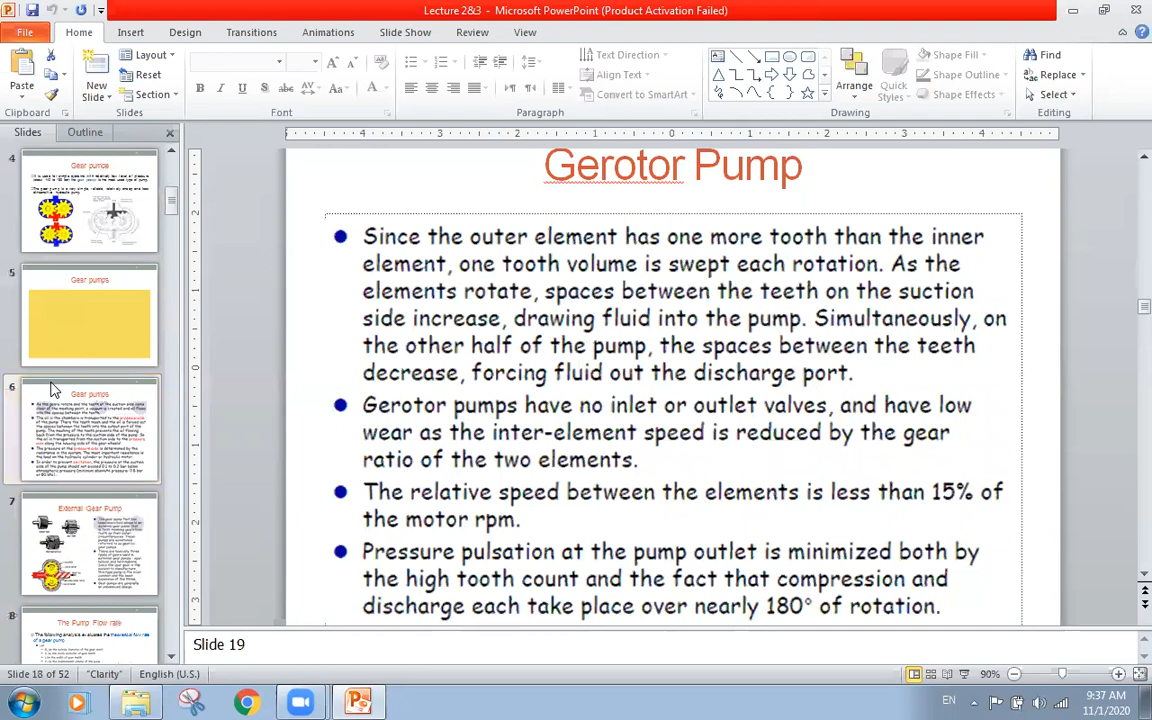 Lecture 2&3 - Microsoft PowerPoint (Product Activation Failed)
File Home Insert Design Transitions Animations Slide Show Review View
Paste
Clipboard
New
Slide
Layout
Reset
Section
Slides
Font
Text Direction
Align Text
Convert to SmartArt
Paragraph
Arrange
Quick
Styles
Shape Fill
Shape Outline
Shape Effects
Drawing
Find
Replace
Select
Editing
Slides Outline
4
Gear pumps
5
Gear pumps
6
Gear pumps
7
External Gear Pump
8
The Pump Flow rate
Gerotor Pump
Since the outer element has one more tooth than the inner
element, one tooth volume is swept each rotation. As the
elements rotate, spaces between the teeth on the suction
side increase, drawing fluid into the pump. Simultaneously, on
the other half of the pump, the spaces between the teeth
decrease, forcing fluid out the discharge port.
Gerotor pumps have no inlet or outlet valves, and have low
wear as the inter-element speed is reduced by the gear
ratio of the two elements.
The relative speed between the elements is less than 15% of
the motor rpm.
Pressure pulsation at the pump outlet is minimized both by
the high tooth count and the fact that compression and
discharge each take place over nearly 180° of rotation.
Slide 19
Slide 18 of 52 "Clarity" English (U.S.) 90%
EN 9:37 AM
11/1/2020